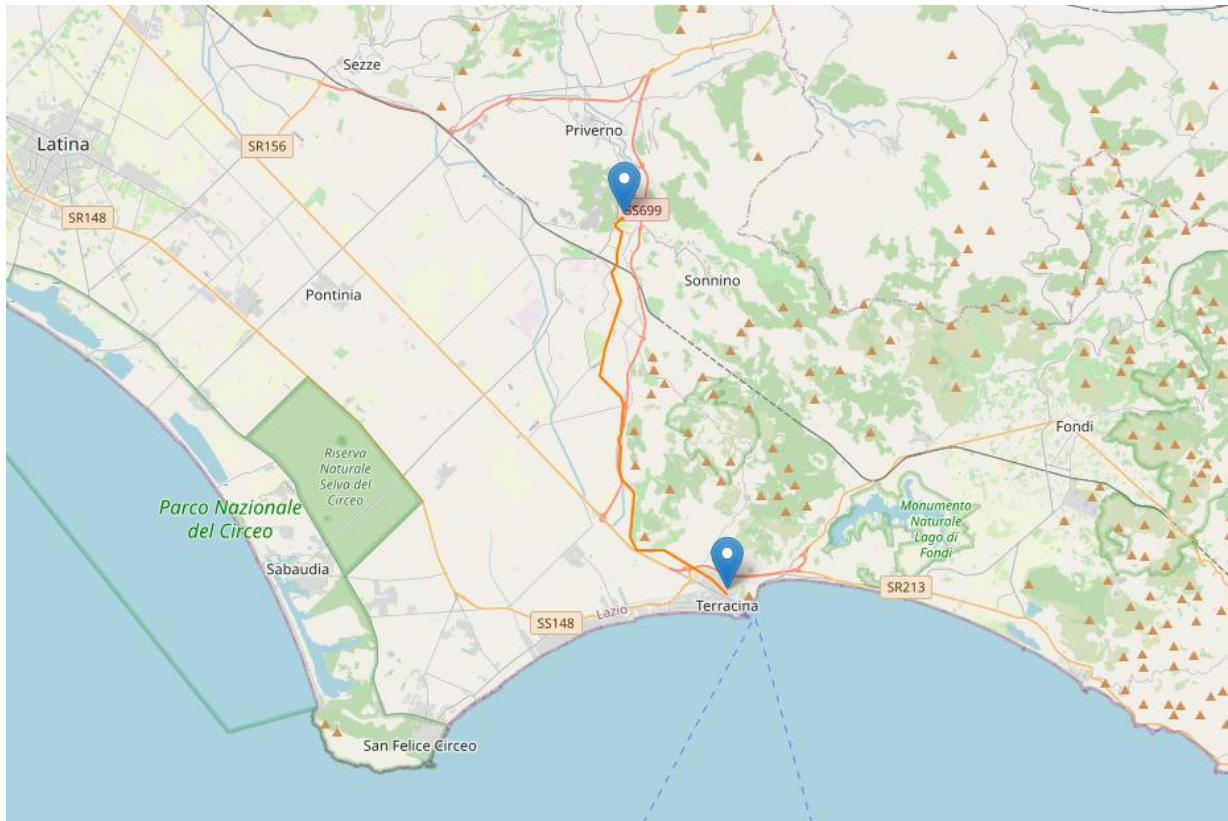 Sezze
Priverno
Latina
SR156
SS699
SR148
Sonnino
Pontinia
Fondi
Riserva
Naturale
Selva del
Circeo
Parco Nazionale
del Circeo
Monumento
Naturale
Lago di
Fondi
Sabaudia
SR213
Terracina
Lazio
SS148
San Felice Circeo